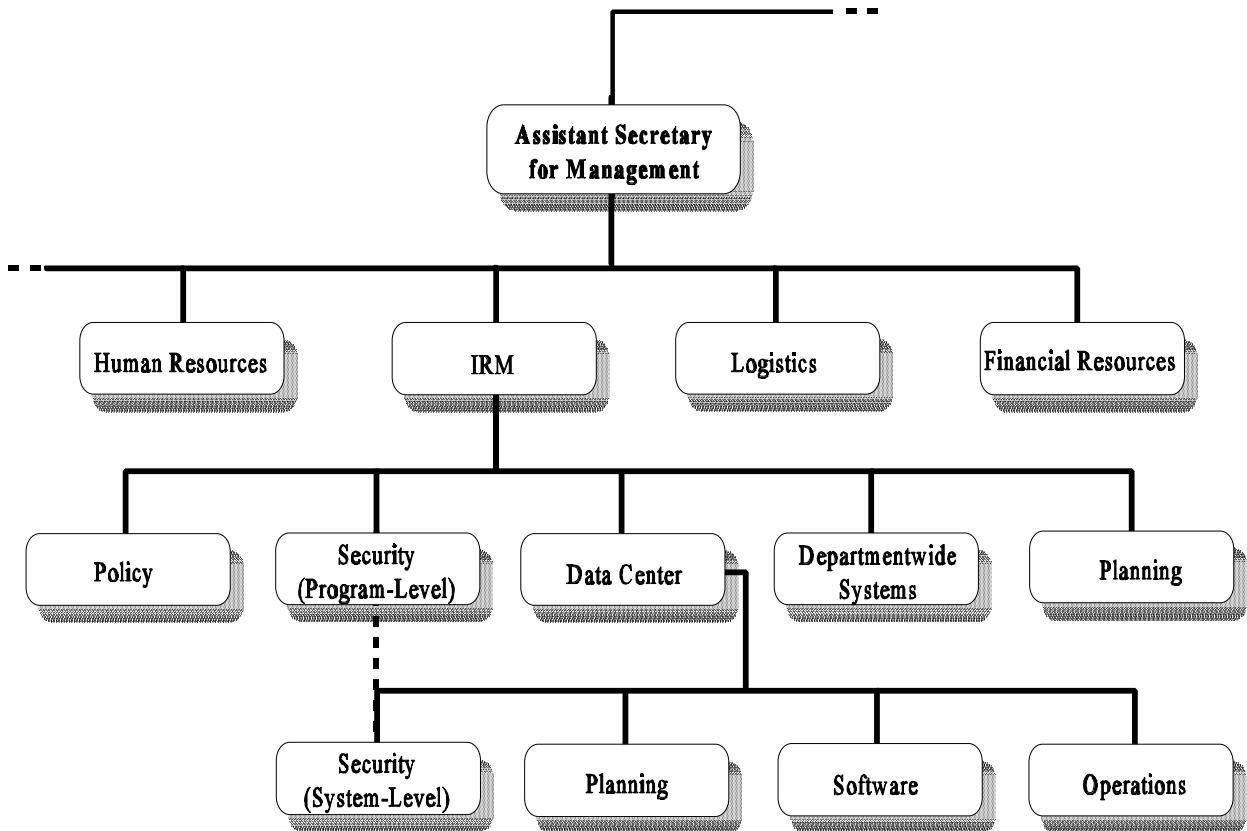 Assistant Secretary
for Management
Human Resources
IRM
Logistics
Financial Resources
Policy
Security
(Program-Level)
Data Center
Departmentwide
Systems
Planning
Security
(System-Level)
Planning
Software
Operations